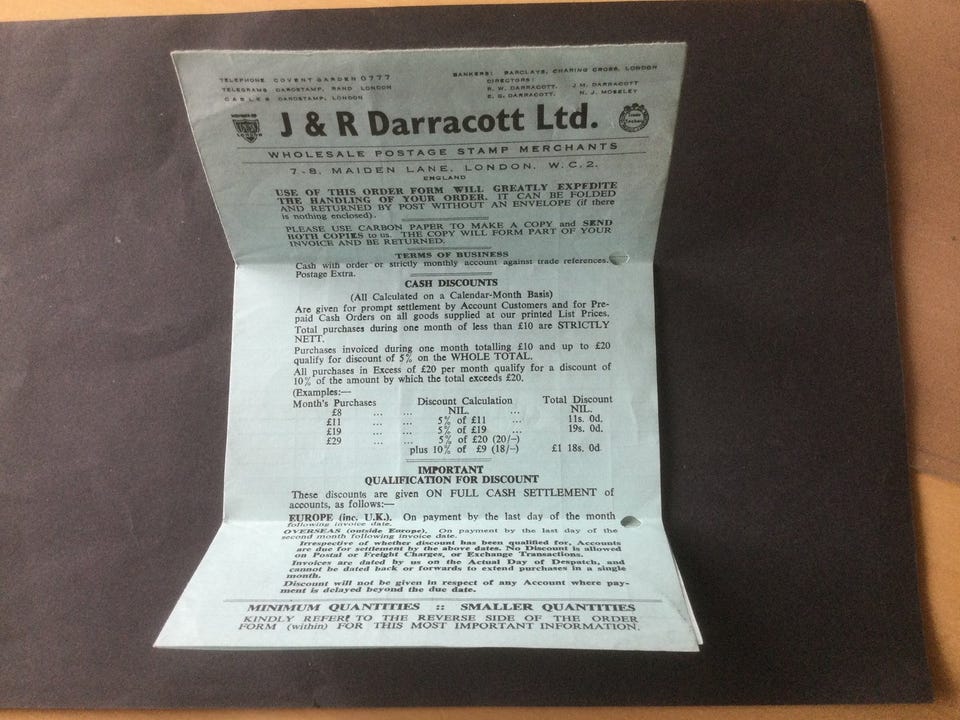 TELEPHONE COVENT GARDEN 0777
TELEGRAMS DAROSTAMP, RAND LONDON
CABLES DAROSTAMP, LONDON
BANKERS: BARCLAYS, CHARING CROSS, LONDON
DIRECTORS:
R. W. DARRACOTT. J. M. DARRACOTT
E. G. DARRACOTT. N. J. MOSELEY
J & R Darracott Ltd.
WHOLESALE POSTAGE STAMP MERCHANTS
7-8, MAIDEN LANE, LONDON, W.C.2.
ENGLAND
USE OF THIS ORDER FORM WILL GREATLY EXPEDITE
THE HANDLING OF YOUR ORDER. IT CAN BE FOLDED
AND RETURNED BY POST WITHOUT AN ENVELOPE (if there
is nothing enclosed).
PLEASE USE CARBON PAPER TO MAKE A COPY and SEND
BOTH COPIES to us. THE COPY WILL FORM PART OF YOUR
INVOICE AND BE RETURNED.
TERMS OF BUSINESS
Cash with order or strictly monthly account against trade references.
Postage Extra.
CASH DISCOUNTS
(All Calculated on a Calendar-Month Basis)
Are given for prompt settlement by Account Customers and for Pre-
paid Cash Orders on all goods supplied at our printed List Prices.
Total purchases during one month of less than £10 are STRICTLY
NETT.
Purchases invoiced during one month totalling £10 and up to £20
qualify for discount of 5% on the WHOLE TOTAL.
All purchases in Excess of £20 per month qualify for a discount of
10% of the amount by which the total exceeds £20.
(Examples:—
Month's Purchases Discount Calculation Total Discount
£8 ... ... NIL. ... NIL.
£11 ... ... 5% of £11 ... 11s. 0d.
£19 ... ... 5% of £19 ... 19s. 0d.
£29 ... ... 5% of £20 (20/-)
plus 10% of £9 (18/-) £1 18s. 0d
IMPORTANT
QUALIFICATION FOR DISCOUNT
These discounts are given ON FULL CASH SETTLEMENT of
accounts, as follows:—
EUROPE (inc. U.K.). On payment by the last day of the month
following invoice date.
OVERSEAS (outside Europe). On payment by the last day of the
second month following invoice date.
Irrespective of whether discount has been qualified for, Accounts
are due for settlement by the above dates. No Discount is allowed
on Postal or Freight Charges, or Exchange Transactions.
Invoices are dated by us on the Actual Day of Despatch, and
cannot be dated back or forwards to extend purchases in a single
month.
Discount will not be given in respect of any Account where pay-
ment is delayed beyond the due date.
MINIMUM QUANTITIES :: SMALLER QUANTITIES
KINDLY REFER TO THE REVERSE SIDE OF THE ORDER
FORM (within) FOR THIS MOST IMPORTANT INFORMATION.